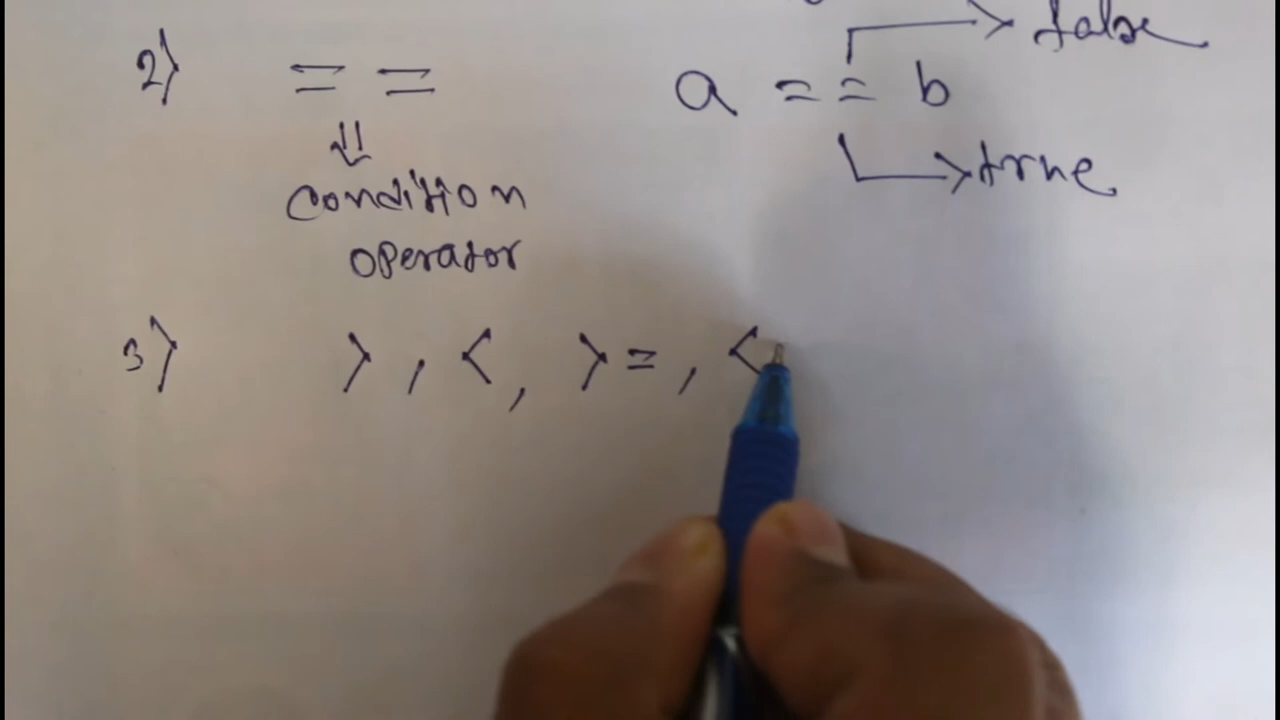 false
2) == a == b
true
condition
operator
3) >, <, >=, <